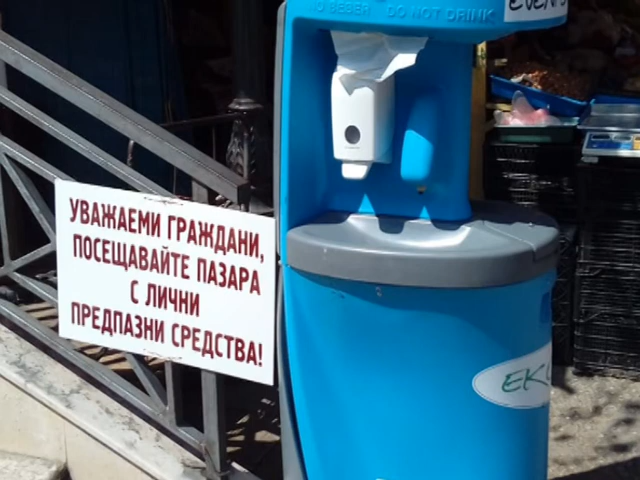 DO NOT DRINK
УВАЖАЕМИ ГРАЖДАНИ,
ПОСЕЩАВАЙТЕ ПАЗАРА
С ЛИЧНИ
ПРЕДПАЗНИ СРЕДСТВА!